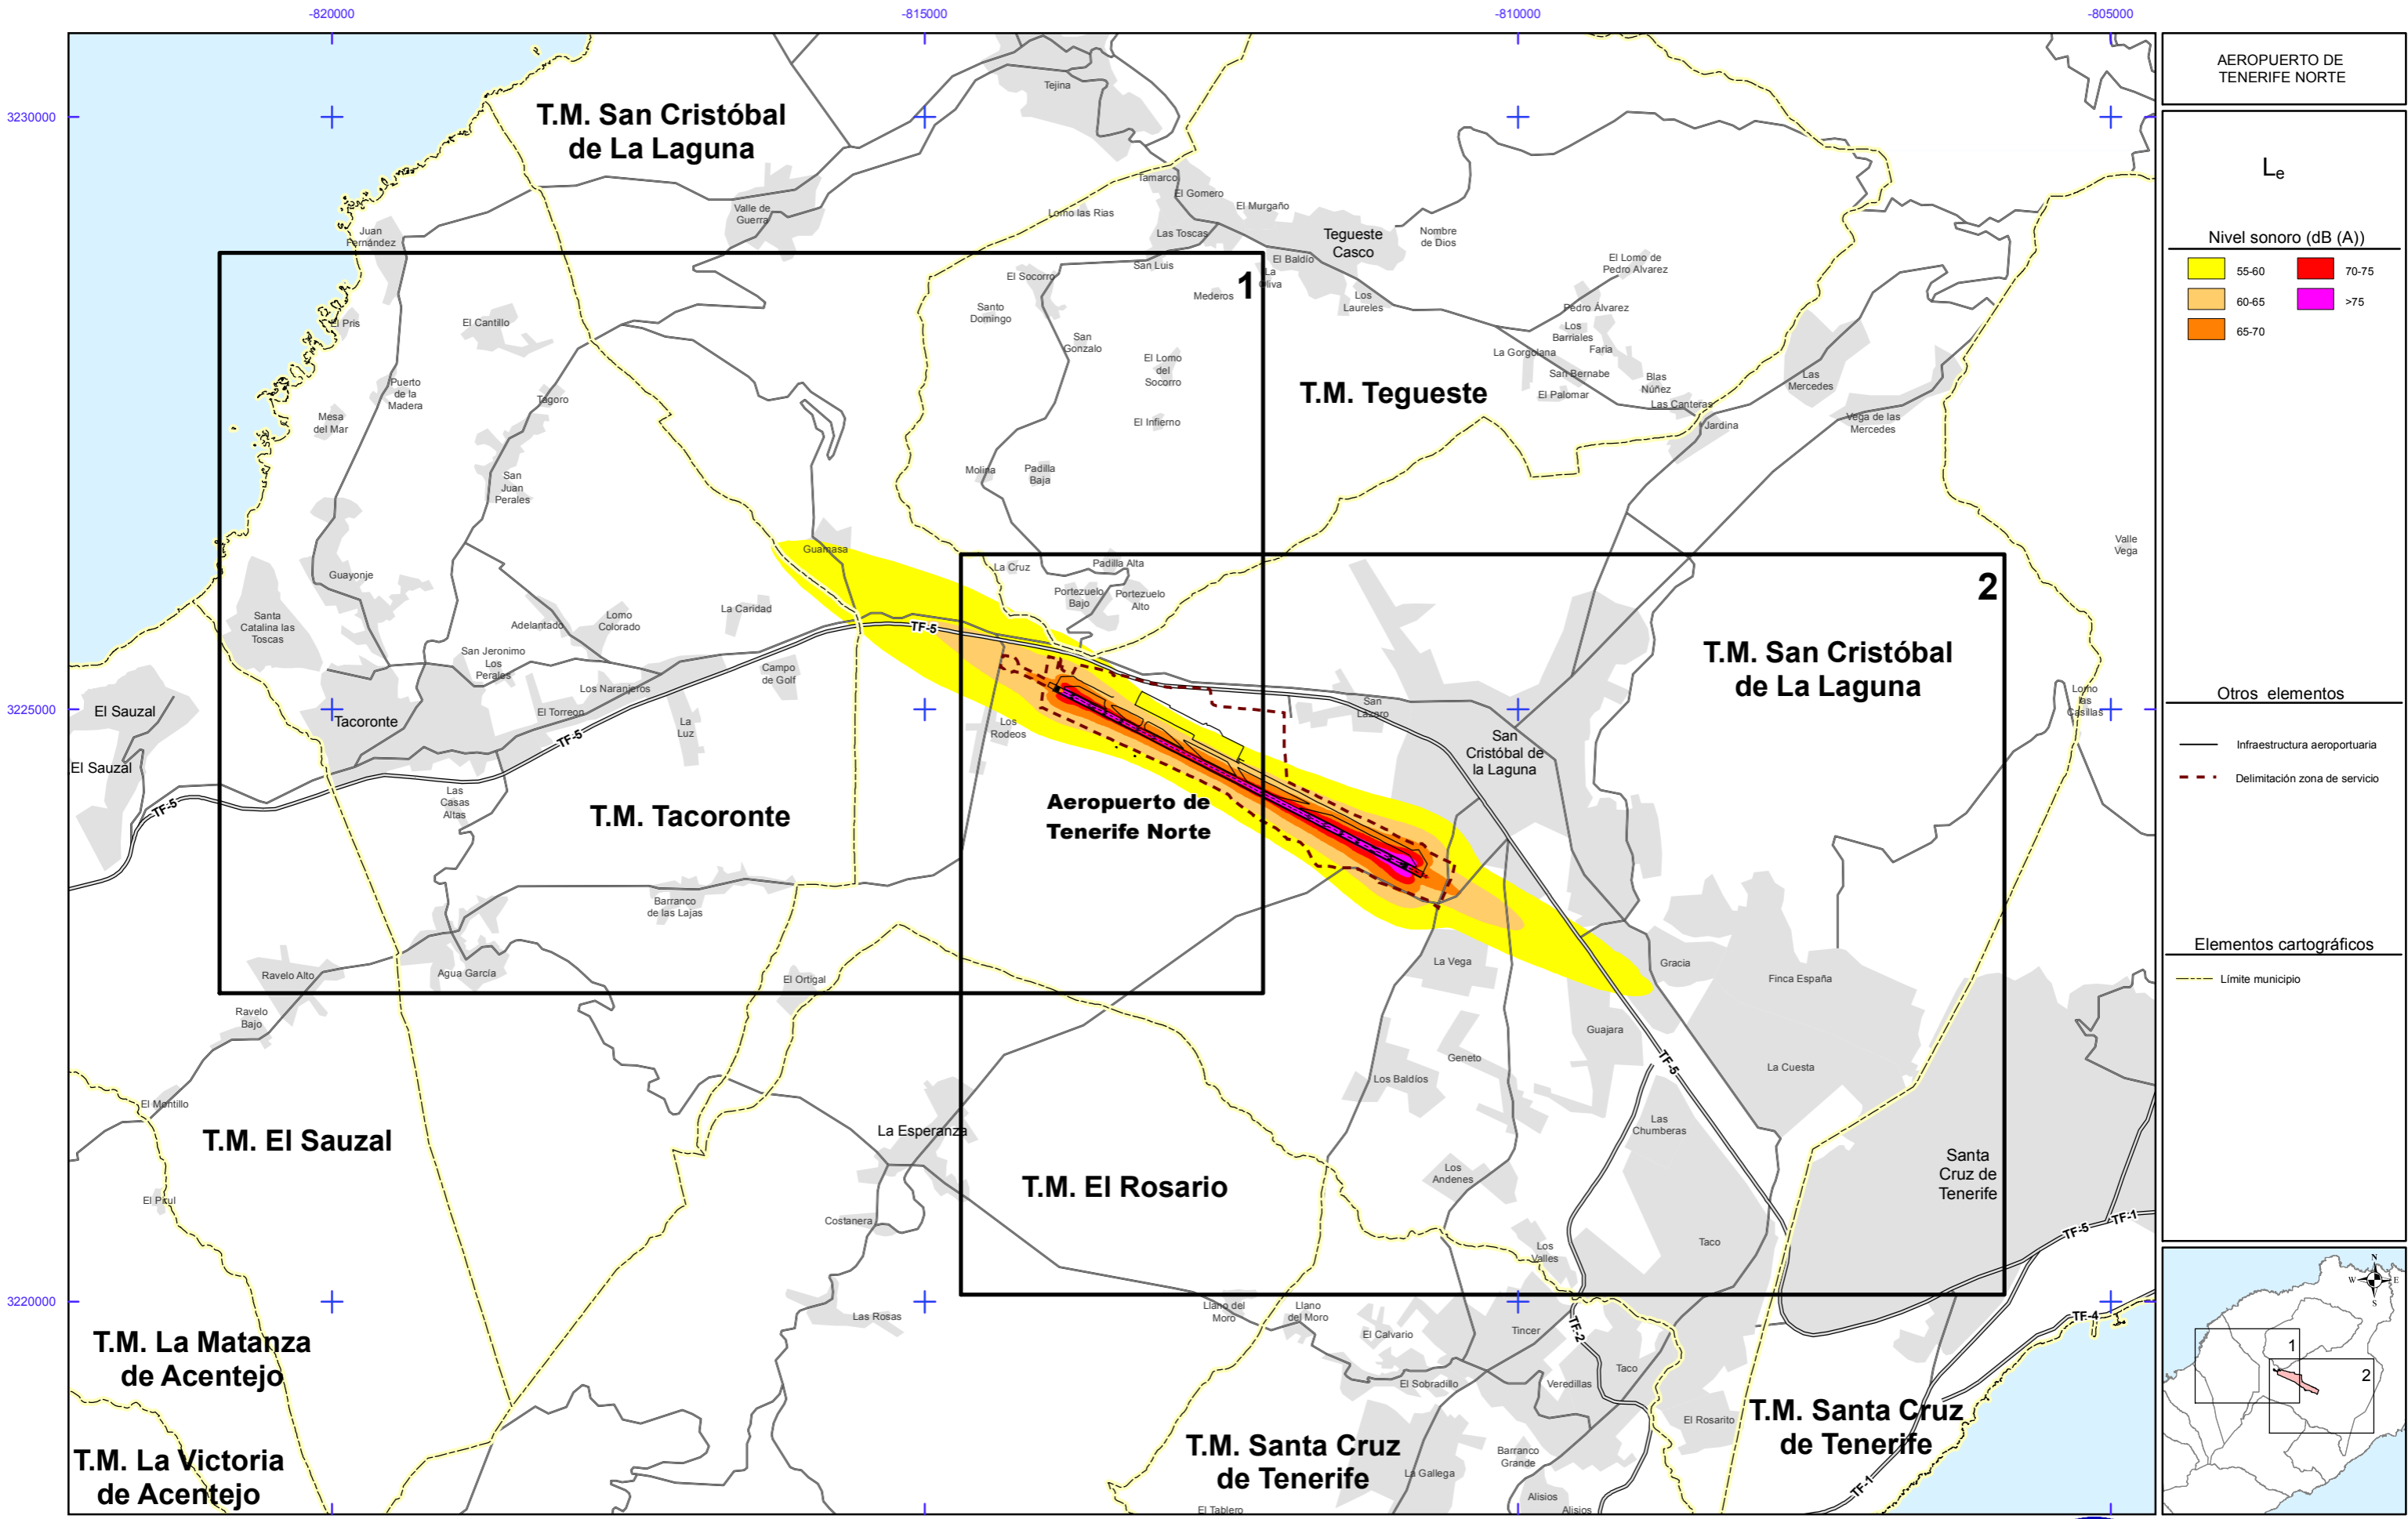 -820000
-815000
-810000
-805000
3230000
3225000
3220000
AEROPUERTO DE
TENERIFE NORTE
Le
Nivel sonoro (dB (A))
55-60
70-75
60-65
>75
65-70
Otros elementos
Infraestructura aeroportuaria
Delimitación zona de servicio
Elementos cartográficos
Límite municipio
N
W
E
S
1
2
T.M. San Cristóbal
de La Laguna
Tejina
Valle de
Guerra
Juan
Fernández
Tamarco
El Gomero
Lomo las Rias
El Murgaño
Las Toscas
Tegueste
Casco
Nombre
de Dios
San Luis
El Baldío
La
Oliva
El Lomo de
Pedro Alvarez
1
El Socorro
Mederos
Los
Laureles
Santo
Domingo
Pedro Álvarez
El Pris
El Cantillo
San
Gonzalo
Los
Barriales
Faria
La Gorgolana
El Lomo
del
Socorro
San Bernabe
Blas
Núñez
Las
Mercedes
Puerto
de la
Madera
Tagoro
T.M. Tegueste
El Palomar
Las Canteras
Mesa
del Mar
El Infierno
Jardina
Vega de las
Mercedes
San
Juan
Perales
Molina
Padilla
Baja
Guamasa
Valle
Vega
Guayonje
La Cruz
Padilla Alta
2
Portezuelo
Bajo
Portezuelo
Alto
Santa
Catalina las
Toscas
La Caridad
Adelantado
Lomo
Colorado
TF-5
San Jeronimo
Los
Perales
T.M. San Cristóbal
de La Laguna
Campo
de Golf
Los Naranjeros
Lomo
las
Casillas
El Sauzal
Tacoronte
El Torreon
La
Luz
Los
Rodeos
San
Lázaro
TF-5
San
Cristóbal de
la Laguna
El Sauzal
TF-5
Las
Casas
Altas
T.M. Tacoronte
Aeropuerto de
Tenerife Norte
Barranco
de las Lajas
Ravelo Alto
Agua García
El Ortigal
La Vega
Gracia
Finca España
Ravelo
Bajo
Guajara
Geneto
TF-5
La Cuesta
Los Baldíos
El Montillo
La Esperanza
Las
Chumberas
T.M. El Sauzal
Los
Andenes
Santa
Cruz de
Tenerife
T.M. El Rosario
El Pirul
Costanera
Taco
TF-5
TF-1
Los
Valles
Las Rosas
Llano del
Moro
Llano
del Moro
El Calvario
Tincer
TF-2
TF-4
T.M. La Matanza
de Acentejo
Taco
El Sobradillo
Veredillas
El Rosarito
T.M. Santa Cruz
de Tenerife
T.M. La Victoria
de Acentejo
T.M. Santa Cruz
de Tenerife
Barranco
Grande
La Gallega
TF-1
Alisios
Alisios
El Tablero